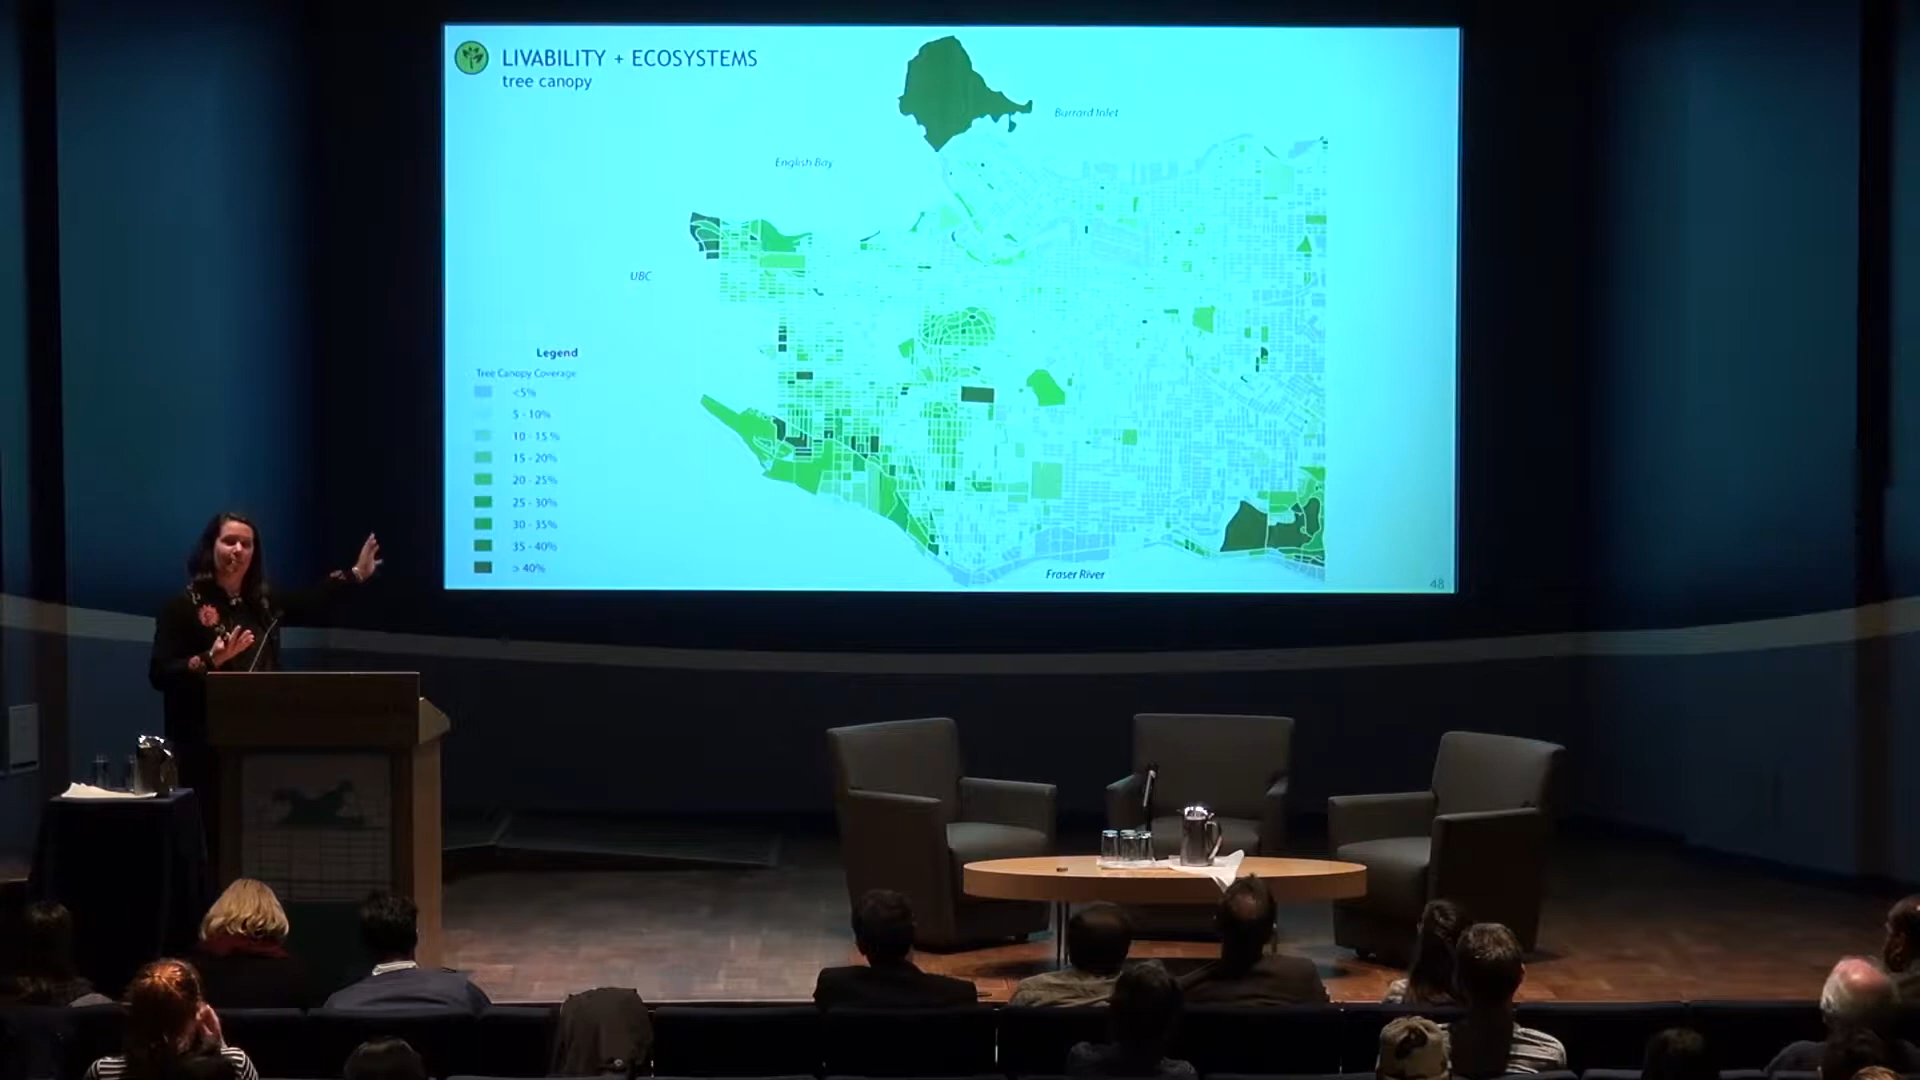 LIVABILITY + ECOSYSTEMS
tree canopy
Burrard Inlet
English Bay
UBC
Legend
Tree Canopy Coverage
<5%
5 - 10%
10 - 15 %
15 - 20%
20 - 25%
25 - 30%
30 - 35%
35 - 40%
> 40%
Fraser River
48